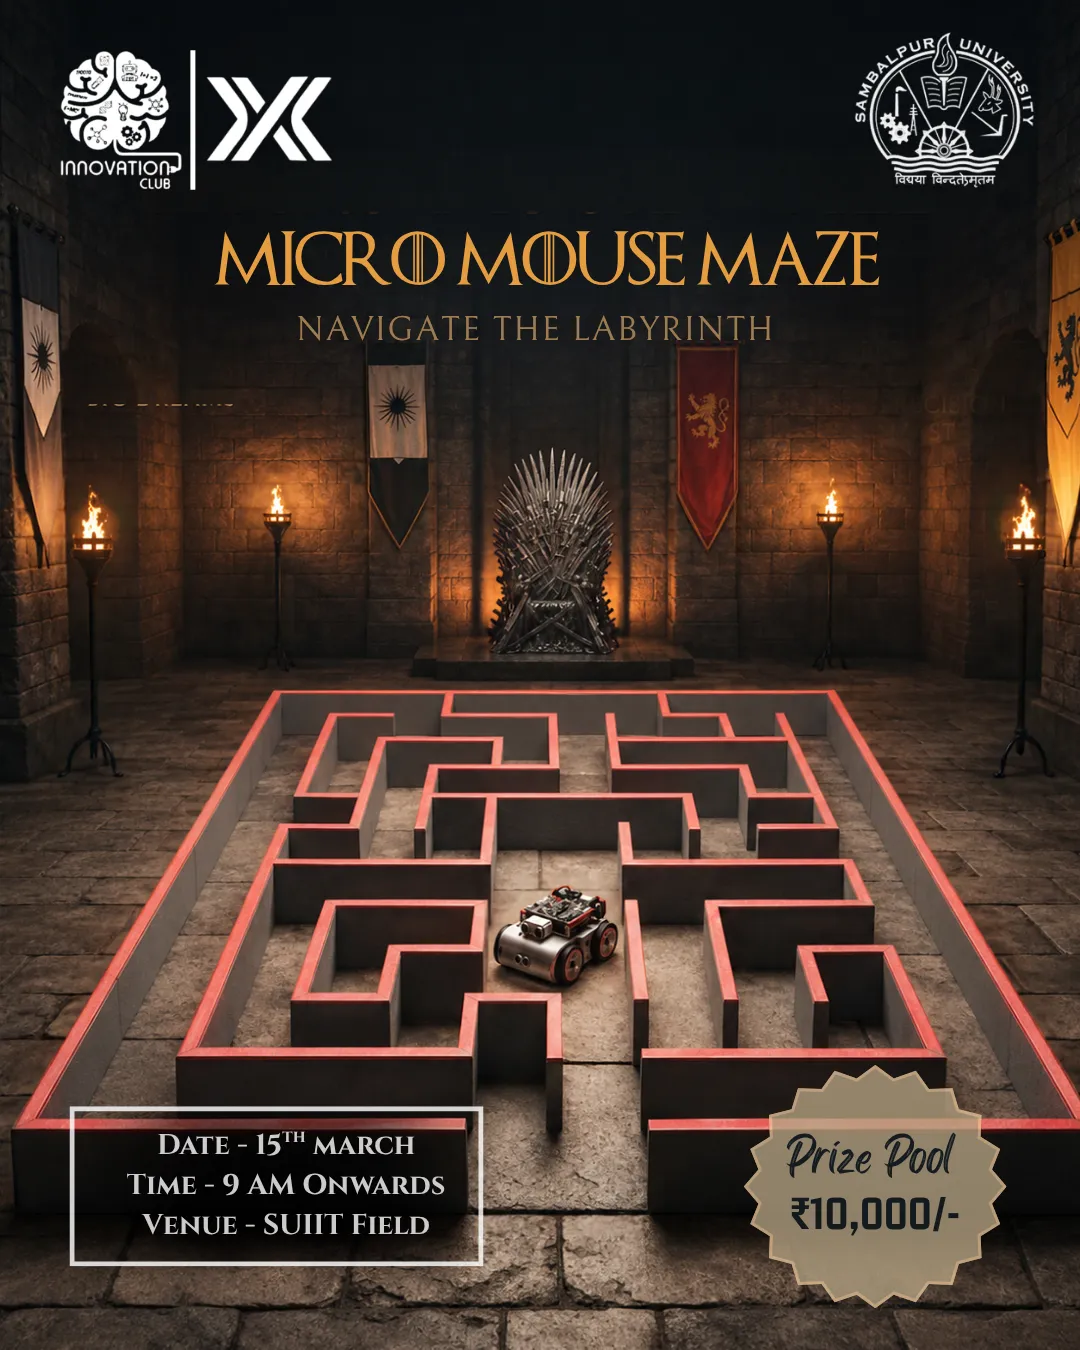 INNOVATION
CLUB
SAMBALPUR UNIVERSITY
विद्यया विन्दतेऽमृतम
MICRO MOUSE MAZE
NAVIGATE THE LABYRINTH
DATE - 15TH MARCH
TIME - 9 AM ONWARDS
VENUE - SUIIT FIELD
Prize Pool
₹10,000/-